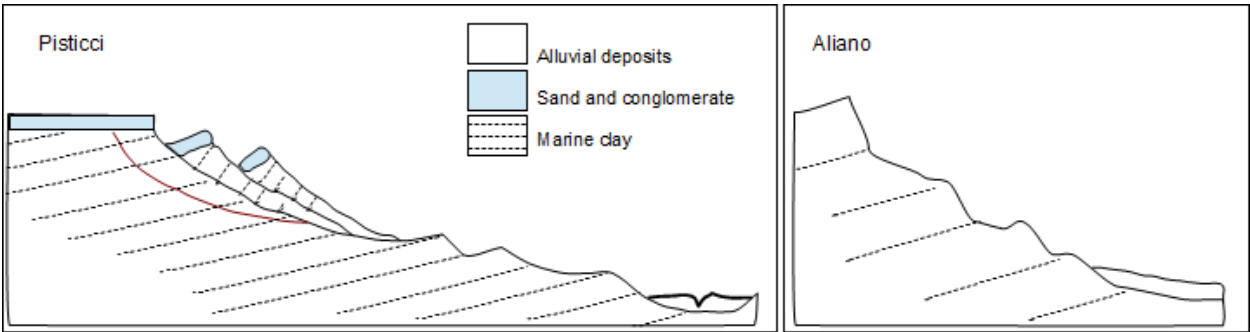 Pisticci
Alluvial deposits
Sand and conglomerate
Marine clay
Aliano